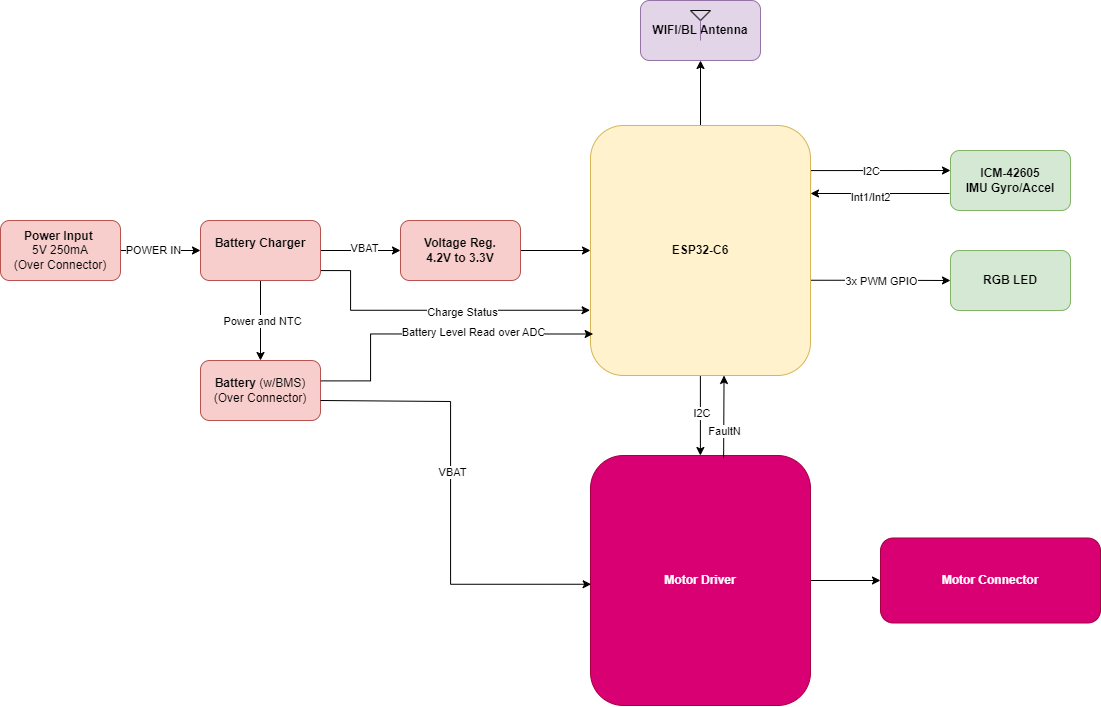 WIFI/BL Antenna
I2C
ICM-42605
IMU Gyro/Accel
Int1/Int2
Power Input
5V 250mA
(Over Connector)
POWER IN
Battery Charger
VBAT
Voltage Reg.
4.2V to 3.3V
ESP32-C6
3x PWM GPIO
RGB LED
Charge Status
Power and NTC
Battery Level Read over ADC
Battery (w/BMS)
(Over Connector)
I2C
FaultN
VBAT
Motor Driver
Motor Connector